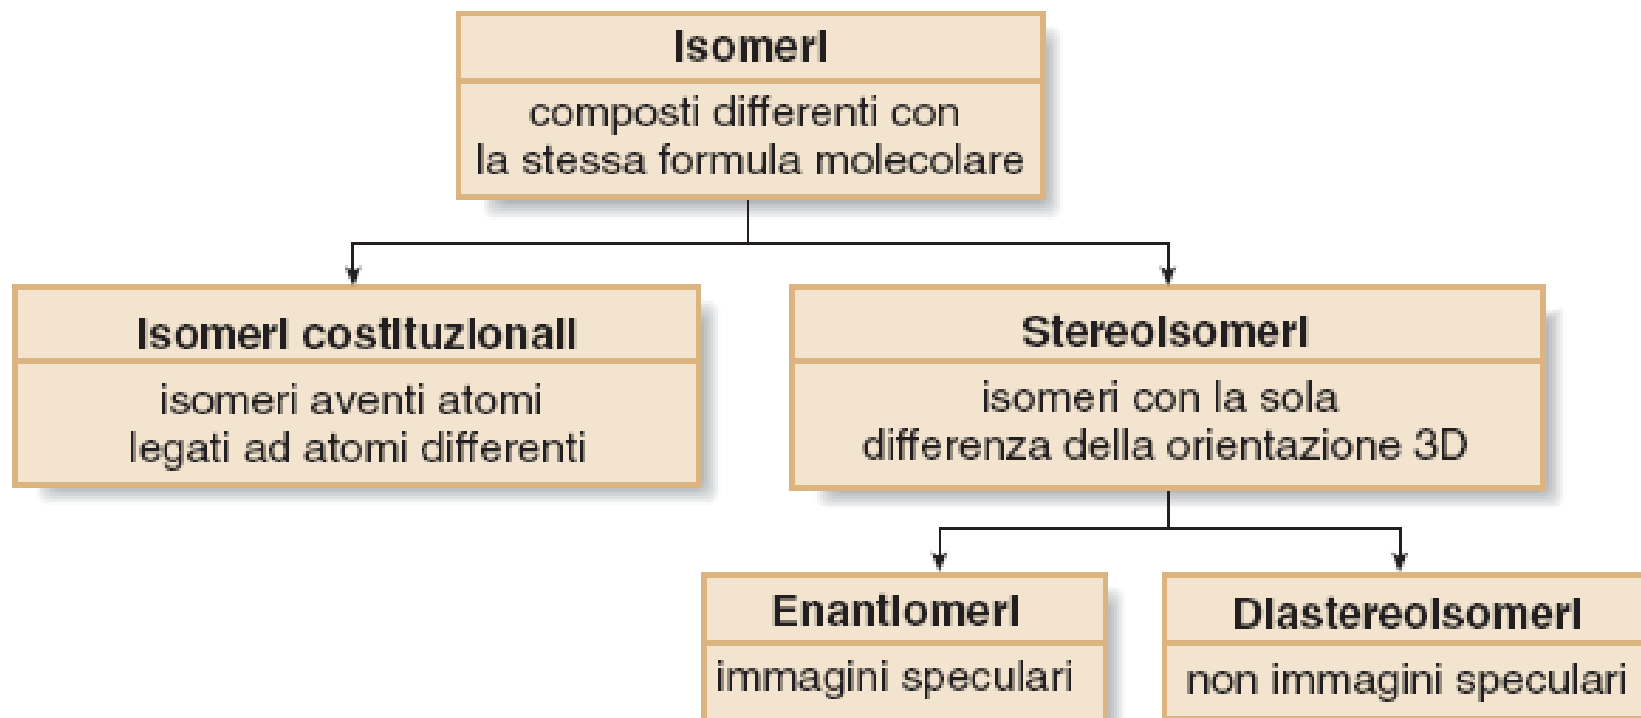 Isomeri
composti differenti con
la stessa formula molecolare
Isomeri costituzionali
isomeri aventi atomi
legati ad atomi differenti
Stereoisomeri
isomeri con la sola
differenza della orientazione 3D
Enantiomeri
immagini speculari
Diastereoisomeri
non immagini speculari